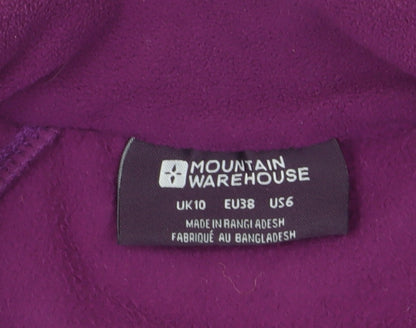 MOUNTAIN
WAREHOUSE
UK10 EU38 US6
MADE IN BANGLADESH
FABRIQUÉ AU BANGLADESH